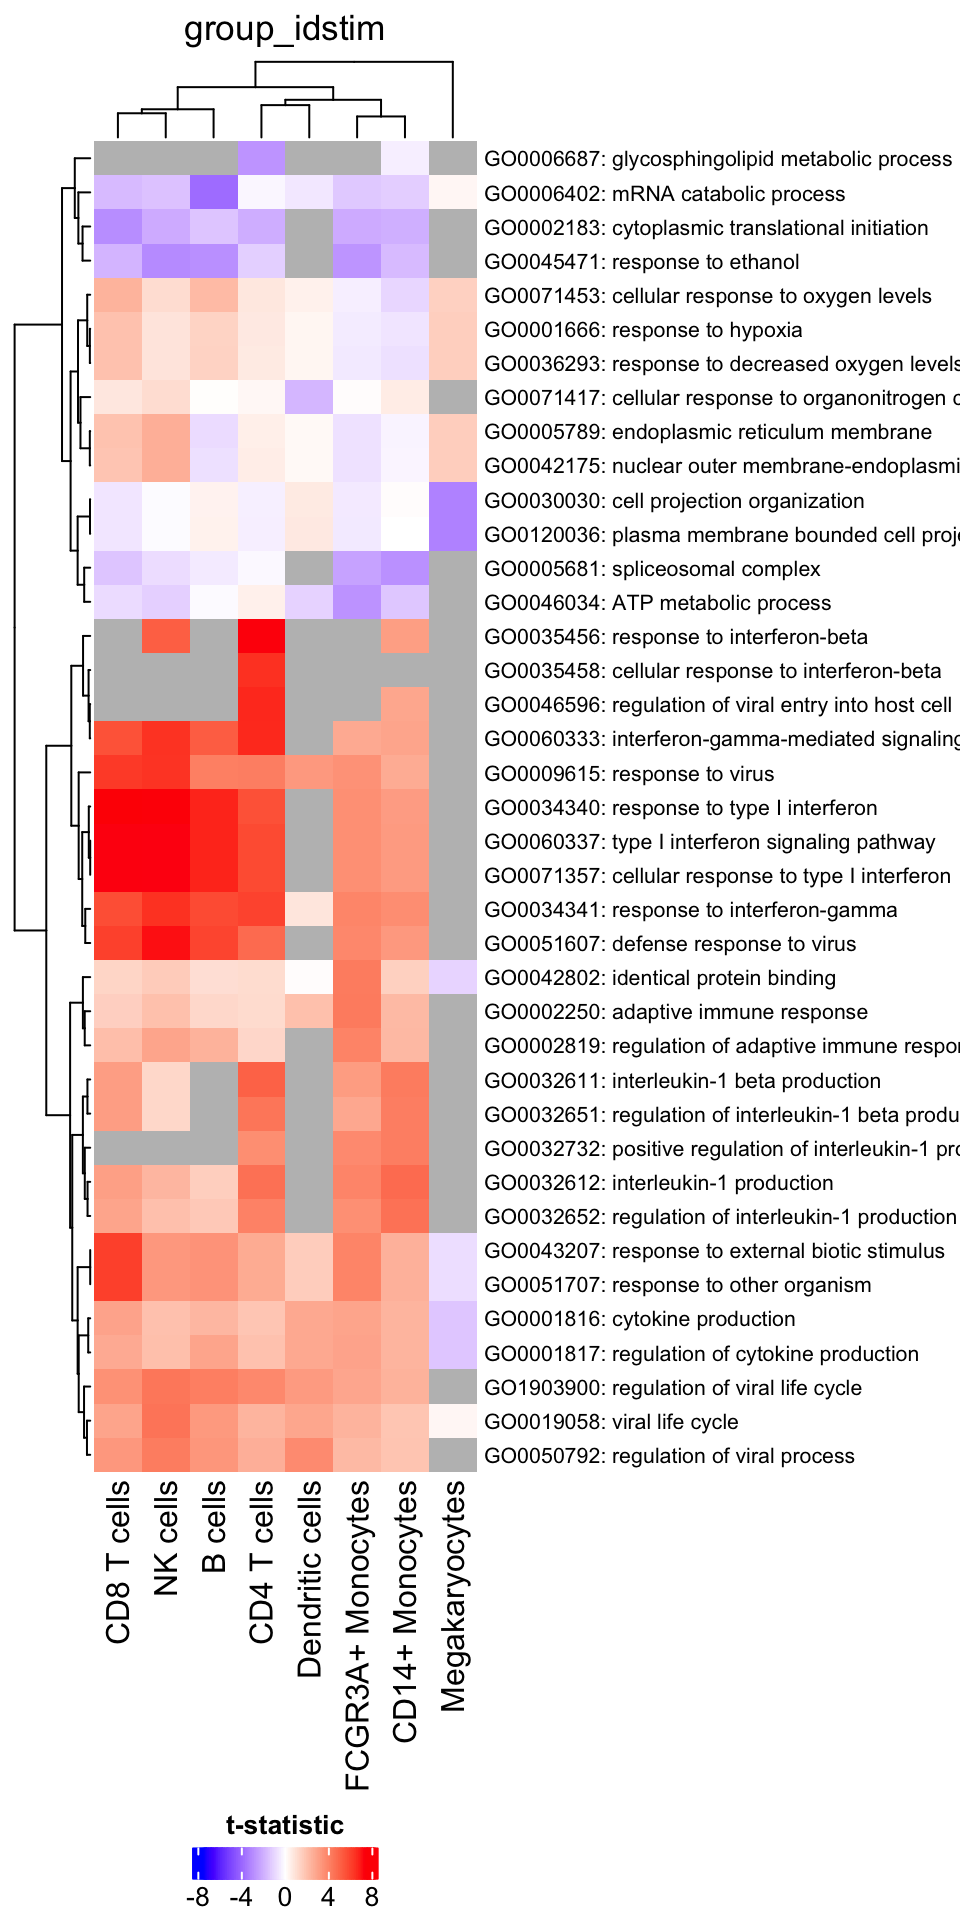 group_idstim
GO0006687: glycosphingolipid metabolic process
GO0006402: mRNA catabolic process
GO0002183: cytoplasmic translational initiation
GO0045471: response to ethanol
GO0071453: cellular response to oxygen levels
GO0001666: response to hypoxia
GO0036293: response to decreased oxygen levels
GO0071417: cellular response to organonitrogen c
GO0005789: endoplasmic reticulum membrane
GO0042175: nuclear outer membrane-endoplasmi
GO0030030: cell projection organization
GO0120036: plasma membrane bounded cell proje
GO0005681: spliceosomal complex
GO0046034: ATP metabolic process
GO0035456: response to interferon-beta
GO0035458: cellular response to interferon-beta
GO0046596: regulation of viral entry into host cell
GO0060333: interferon-gamma-mediated signaling
GO0009615: response to virus
GO0034340: response to type I interferon
GO0060337: type I interferon signaling pathway
GO0071357: cellular response to type I interferon
GO0034341: response to interferon-gamma
GO0051607: defense response to virus
GO0042802: identical protein binding
GO0002250: adaptive immune response
GO0002819: regulation of adaptive immune respon
GO0032611: interleukin-1 beta production
GO0032651: regulation of interleukin-1 beta produ
GO0032732: positive regulation of interleukin-1 pro
GO0032612: interleukin-1 production
GO0032652: regulation of interleukin-1 production
GO0043207: response to external biotic stimulus
GO0051707: response to other organism
GO0001816: cytokine production
GO0001817: regulation of cytokine production
GO1903900: regulation of viral life cycle
GO0019058: viral life cycle
GO0050792: regulation of viral process
CD8 T cells
NK cells
B cells
CD4 T cells
Dendritic cells
FCGR3A+ Monocytes
CD14+ Monocytes
Megakaryocytes
t-statistic
-8 -4 0 4 8